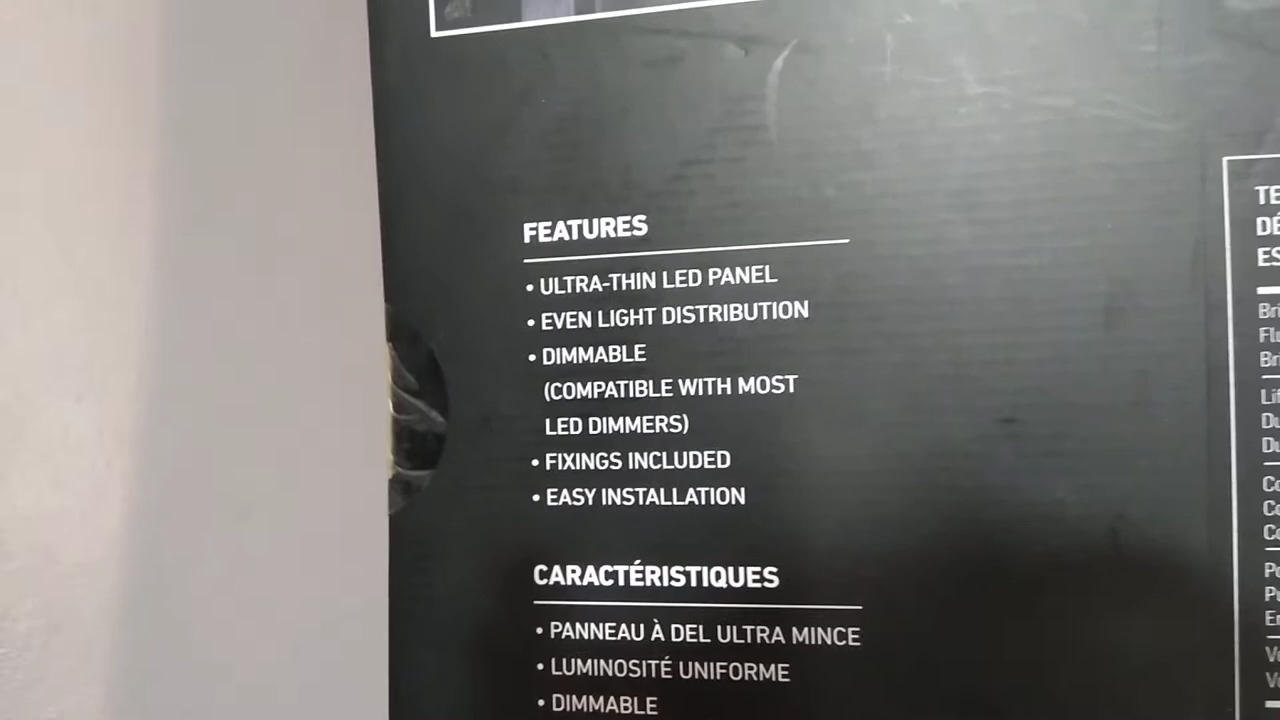 FEATURES
• ULTRA-THIN LED PANEL
• EVEN LIGHT DISTRIBUTION
• DIMMABLE
(COMPATIBLE WITH MOST
LED DIMMERS)
• FIXINGS INCLUDED
• EASY INSTALLATION
CARACTÉRISTIQUES
• PANNEAU À DEL ULTRA MINCE
• LUMINOSITÉ UNIFORME
• DIMMABLE